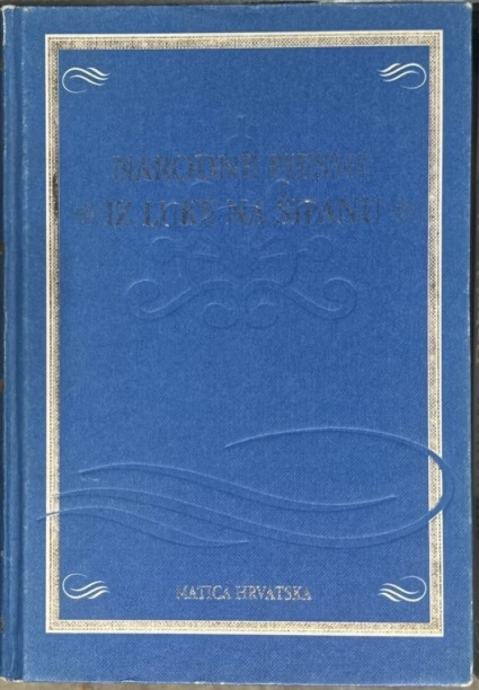 NARODNE PJESME
IZ LUKE NA ŠIPANU
MATICA HRVATSKA